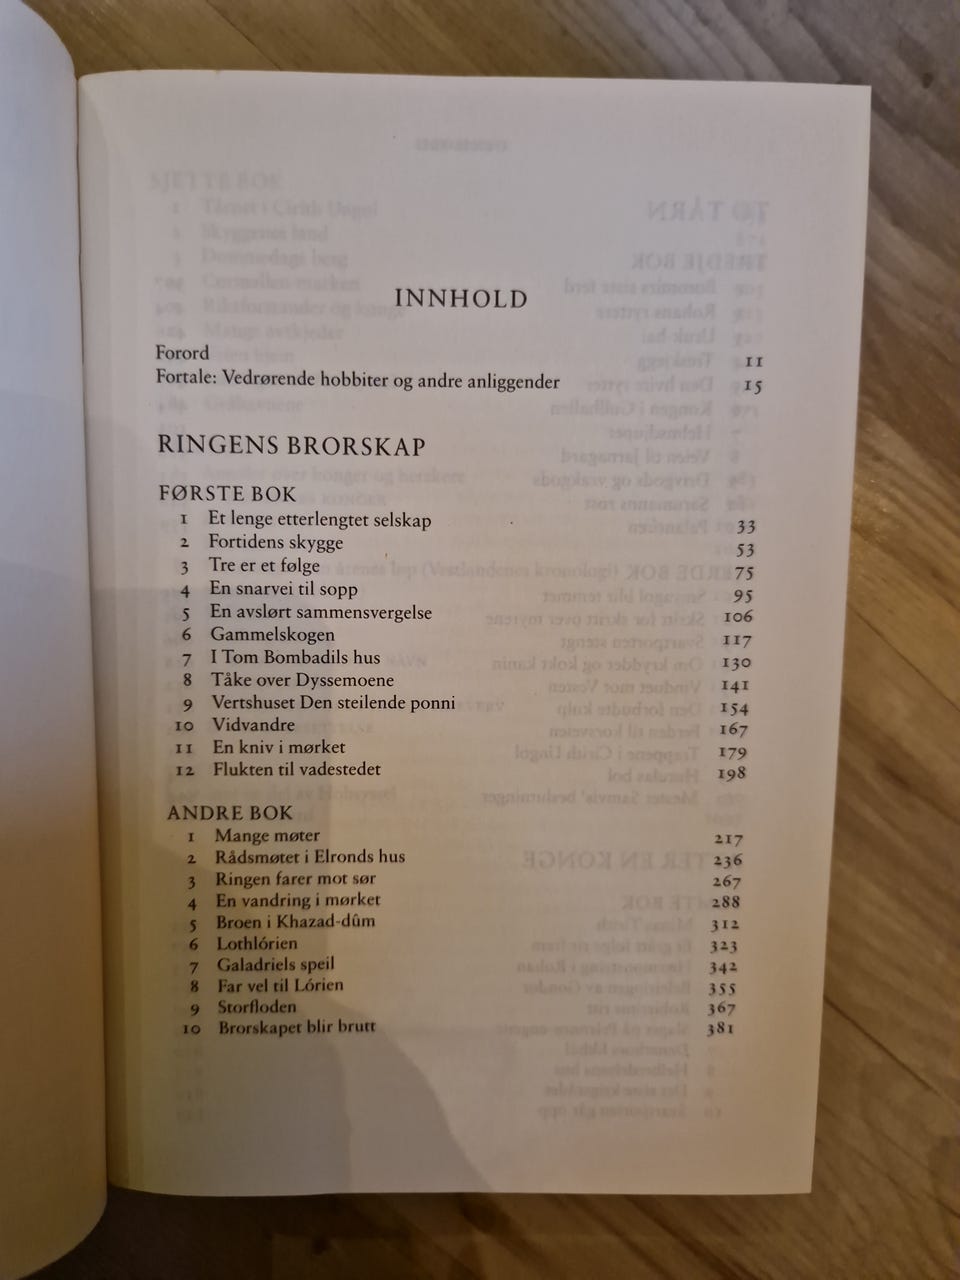 INNHOLD
Forord 11
Fortale: Vedrørende hobbiter og andre anliggender 15
RINGENS BRORSKAP
FØRSTE BOK
1 Et lenge etterlengtet selskap 33
2 Fortidens skygge 53
3 Tre er et følge 75
4 En snarvei til sopp 95
5 En avslørt sammensvergelse 106
6 Gammelskogen 117
7 I Tom Bombadils hus 130
8 Tåke over Dyssemoene 141
9 Vertshuset Den steilende ponni 154
10 Vidvandre 167
11 En kniv i mørket 179
12 Flukten til vadestedet 198
ANDRE BOK
1 Mange møter 217
2 Rådsmøtet i Elronds hus 236
3 Ringen farer mot sør 267
4 En vandring i mørket 288
5 Broen i Khazad-dûm 312
6 Lothlórien 323
7 Galadriels speil 342
8 Far vel til Lórien 355
9 Storfloden 367
10 Brorskapet blir brutt 381